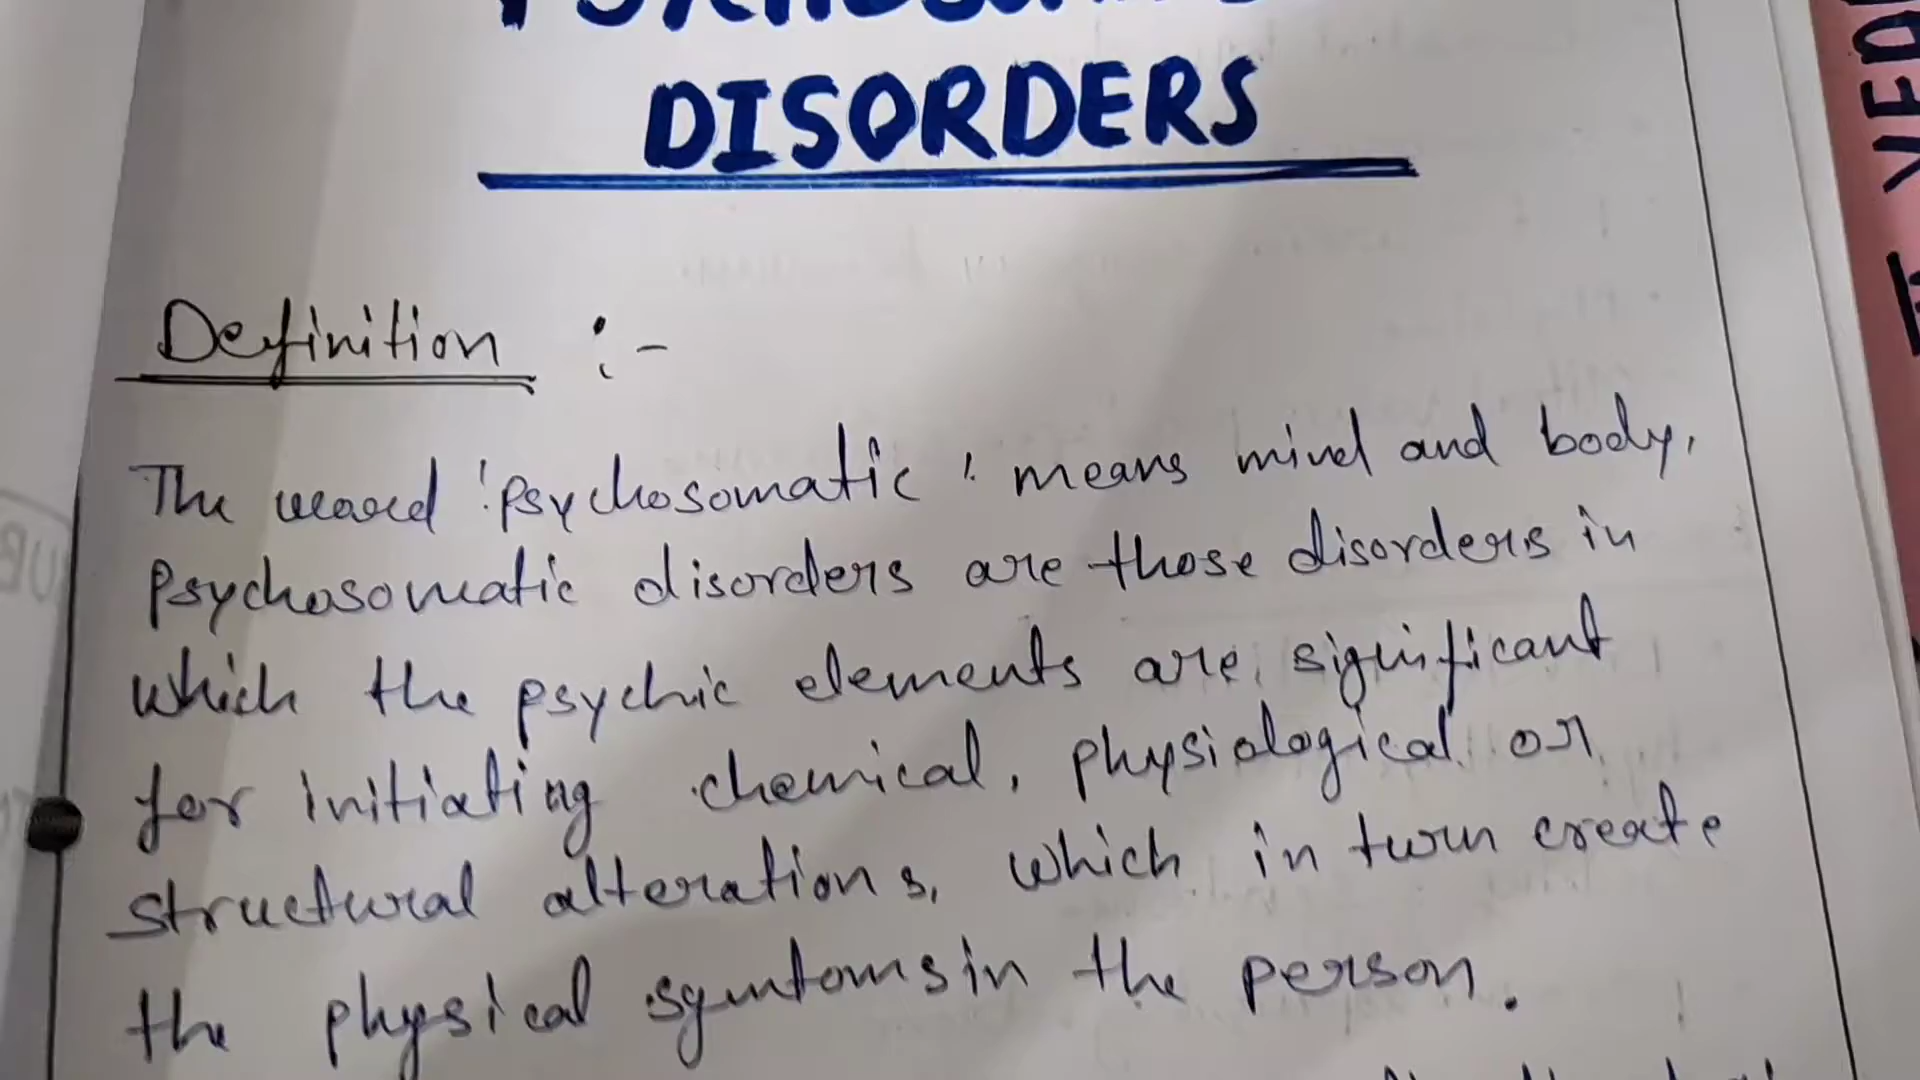 DISORDERS
Definition :-
The word 'psychosomatic' means mind and body,
Psychosomatic disorders are those disorders in
which the psychic elements are significant
for initiating chemical, physiological or
structural alterations, which in turn create
the physical symtoms in the person.